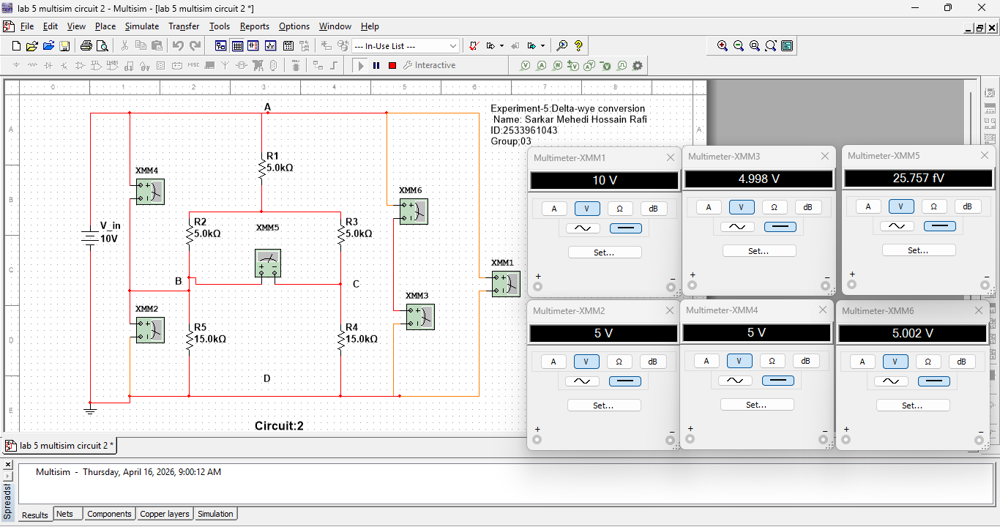 lab 5 multisim circuit 2 - Multisim - [lab 5 multisim circuit 2 *]
File Edit View Place Simulate Transfer Tools Reports Options Window Help
--- In-Use List ---
MISC Interactive
0 1 2 3 4 5 6 7 8
A
B
C
D
E
A
Experiment-5:Delta-wye conversion
Name: Sarkar Mehedi Hossain Rafi
ID:2533961043
Group;03
A
R1
5.0kΩ
XMM4
XMM6
V_in
10V
R2
5.0kΩ
XMM5
R3
5.0kΩ
B
C
XMM1
XMM2
XMM3
R5
15.0kΩ
R4
15.0kΩ
D
Circuit:2
Multimeter-XMM1
10 V
A V Ω dB
Set...
+ -
Multimeter-XMM3
4.998 V
A V Ω dB
Set...
+ -
Multimeter-XMM5
25.757 fV
A V Ω dB
Set...
+ -
Multimeter-XMM2
5 V
A V Ω dB
Set...
+ -
Multimeter-XMM4
5 V
A V Ω dB
Set...
+ -
Multimeter-XMM6
5.002 V
A V Ω dB
Set...
+ -
lab 5 multisim circuit 2 *
Multisim - Thursday, April 16, 2026, 9:00:12 AM
Spreadsl
Results Nets Components Copper layers Simulation